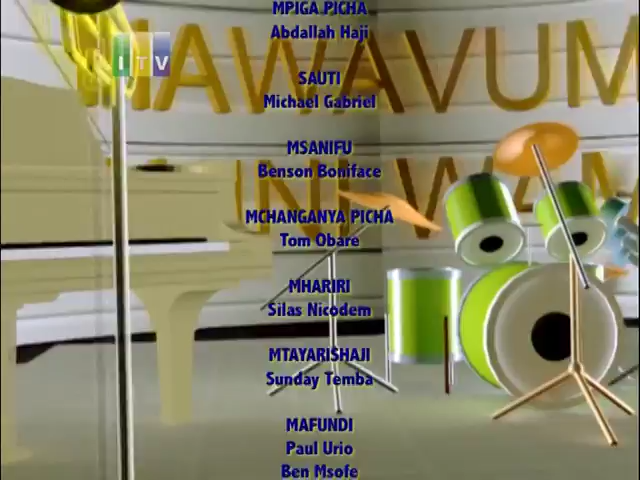 MPIGA PICHA
Abdallah Haji
ITV
SAUTI
Michael Gabriel
MSANIFU
Benson Boniface
MCHANGANYA PICHA
Tom Obare
MHARIRI
Silas Nicodem
MTAYARISHAJI
Sunday Temba
MAFUNDI
Paul Urio
Ben Msofe